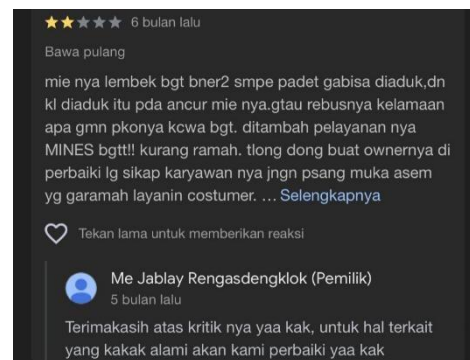 6 bulan lalu
Bawa pulang
mie nya lembek bgt bner2 smpe padet gabisa diaduk,dn
kl diaduk itu pda ancur mie nya.gtau rebusnya kelamaan
apa gmn pkonya kcwa bgt. ditambah pelayanan nya
MINES bgtt!! kurang ramah. tlong dong buat ownernya di
perbaiki lg sikap karyawan nya jngn psang muka asem
yg garamah layanin costumer. … Selengkapnya
Tekan lama untuk memberikan reaksi
Me Jablay Rengasdengklok (Pemilik)
5 bulan lalu
Terimakasih atas kritik nya yaa kak, untuk hal terkait
yang kakak alami akan kami perbaiki yaa kak